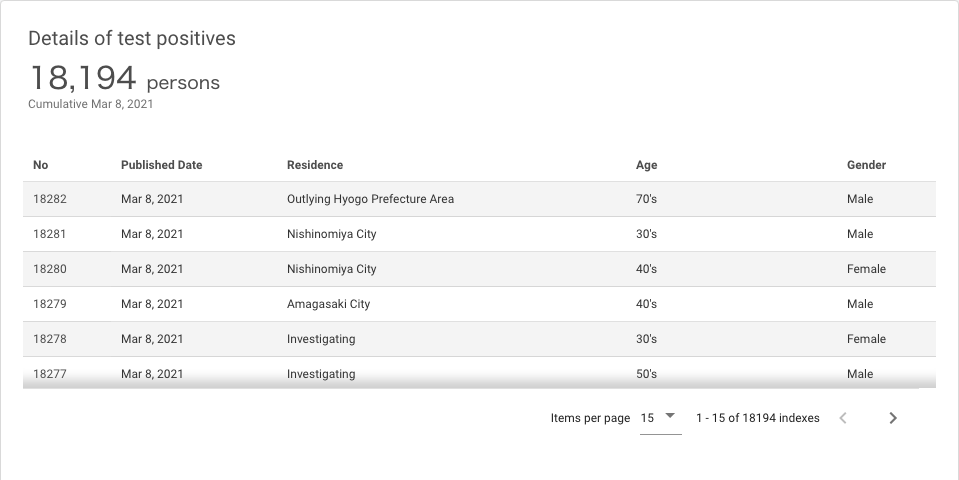 Details of test positives
18,194 persons
Cumulative Mar 8, 2021
No Published Date Residence Age Gender
18282 Mar 8, 2021 Outlying Hyogo Prefecture Area 70's Male
18281 Mar 8, 2021 Nishinomiya City 30's Male
18280 Mar 8, 2021 Nishinomiya City 40's Female
18279 Mar 8, 2021 Amagasaki City 40's Male
18278 Mar 8, 2021 Investigating 30's Female
18277 Mar 8, 2021 Investigating 50's Male
Items per page 15 1 - 15 of 18194 indexes